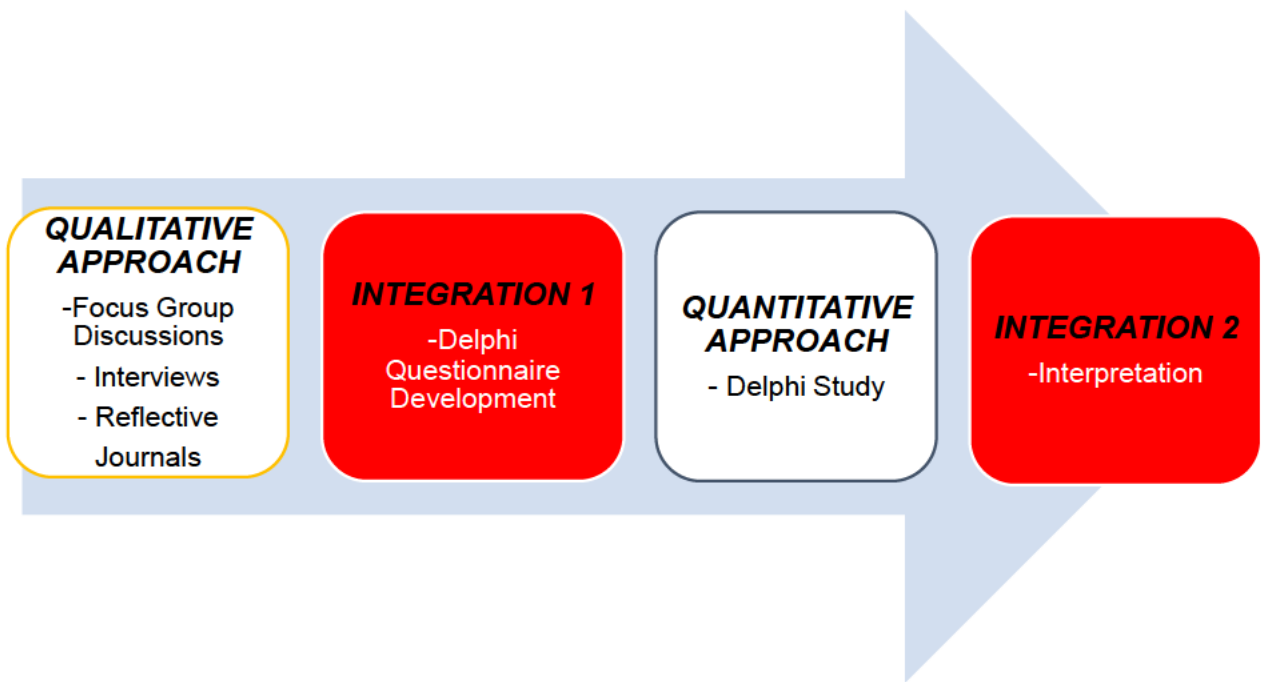 QUALITATIVE
APPROACH
-Focus Group
Discussions
- Interviews
- Reflective
Journals
INTEGRATION 1
-Delphi
Questionnaire
Development
QUANTITATIVE
APPROACH
- Delphi Study
INTEGRATION 2
-Interpretation